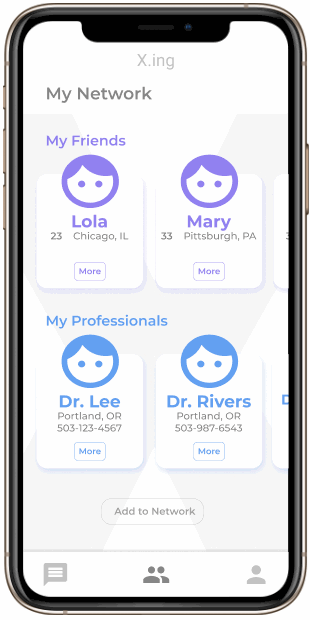 X.ing
My Network
My Friends
Lola
23 Chicago, IL
More
Mary
33 Pittsburgh, PA
More
3
My Professionals
Dr. Lee
Portland, OR
503-123-4567
More
Dr. Rivers
Portland, OR
503-987-6543
More
D
Add to Network